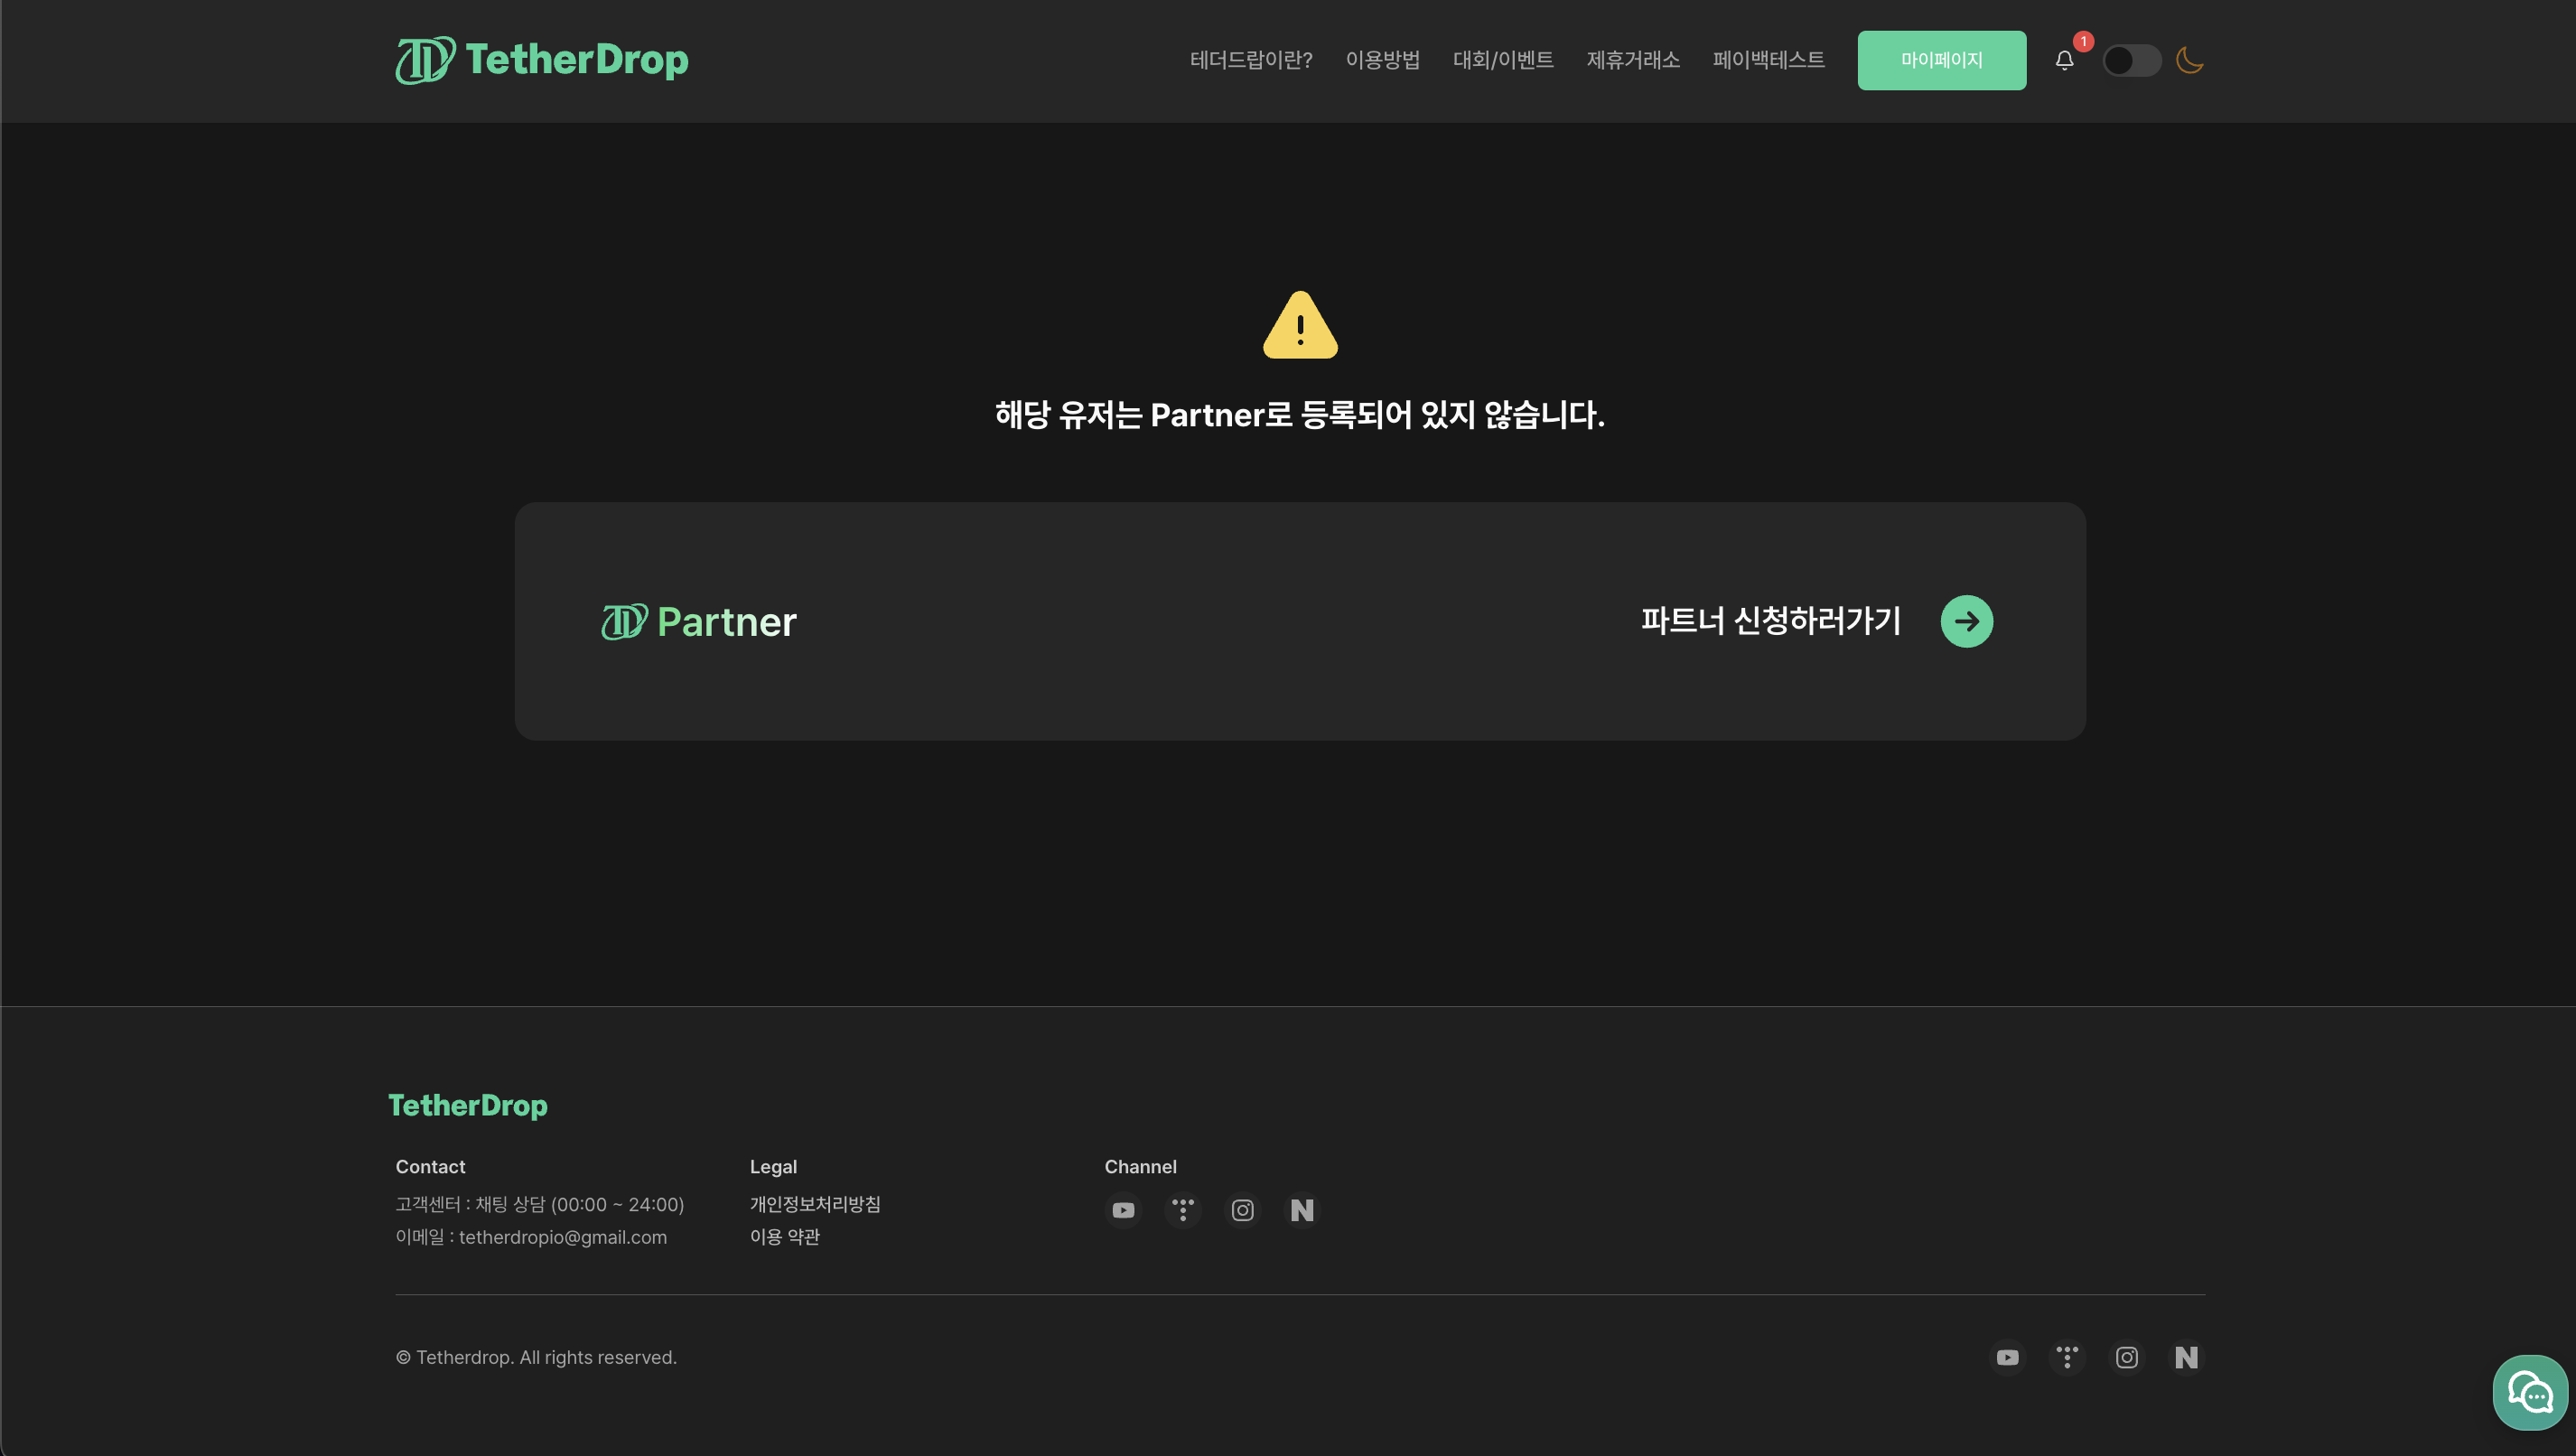 TetherDrop
테더드랍이란? 이용방법 대회/이벤트 제휴거래소 페이백테스트 마이페이지 1
해당 유저는 Partner로 등록되어 있지 않습니다.
Partner 파트너 신청하러가기
TetherDrop
Contact
고객센터 : 채팅 상담 (00:00 ~ 24:00)
이메일 : tetherdropio@gmail.com
Legal
개인정보처리방침
이용 약관
Channel
© Tetherdrop. All rights reserved.